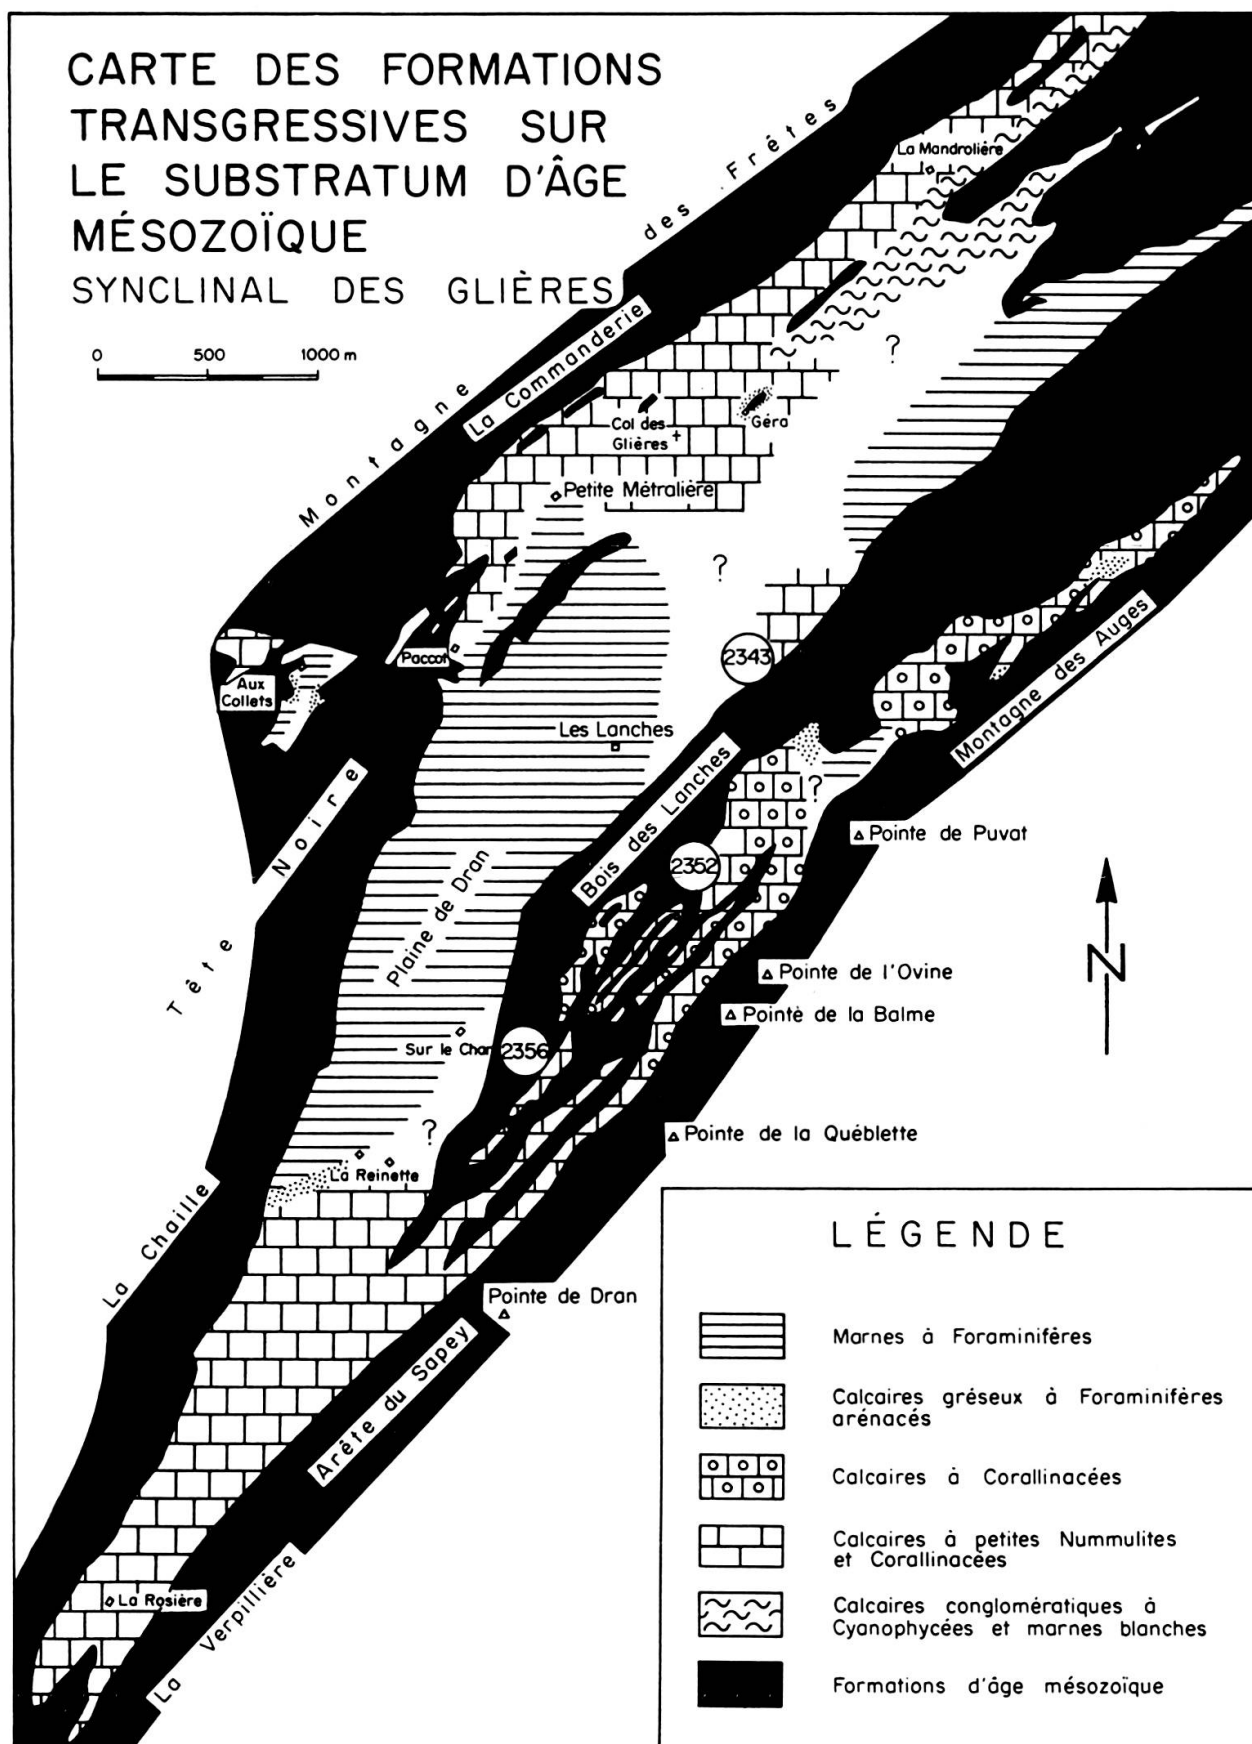 CARTE DES FORMATIONS
TRANSGRESSIVES SUR
LE SUBSTRATUM D'ÂGE
MÉSOZOÏQUE
SYNCLINAL DES GLIÈRES
0 500 1000 m
Montagne des Frêtes
La Commanderie
La Mandrolière
?
Col des
Glières
Géra
Petite Métralière
?
Paccot
Aux
Collets
2343
Montagne des Auges
Les Lanches
Bois des Lanches
?
Tête Noire
Pointe de Puvat
2352
Plaine de Dran
Pointe de l'Ovine
Pointe de la Balme
N
Sur le Char
2356
?
Pointe de la Québlette
La Reinette
La Chaille
Pointe de Dran
Arête du Sapey
La Rosière
La Verpillière
LÉGENDE
Marnes à Foraminifères
Calcaires gréseux à Foraminifères
arénacés
Calcaires à Corallinacées
Calcaires à petites Nummulites
et Corallinacées
Calcaires conglomératiques à
Cyanophycées et marnes blanches
Formations d'âge mésozoïque